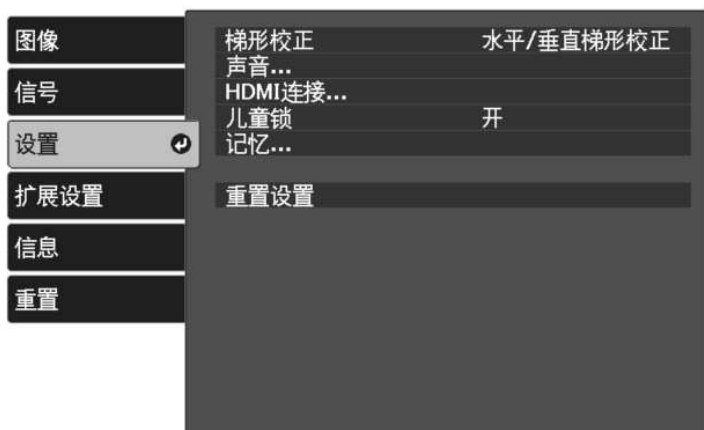 图像
信号
设置
扩展设置
信息
重置
梯形校正 水平/垂直梯形校正
声音...
HDMI连接...
儿童锁 开
记忆...
重置设置